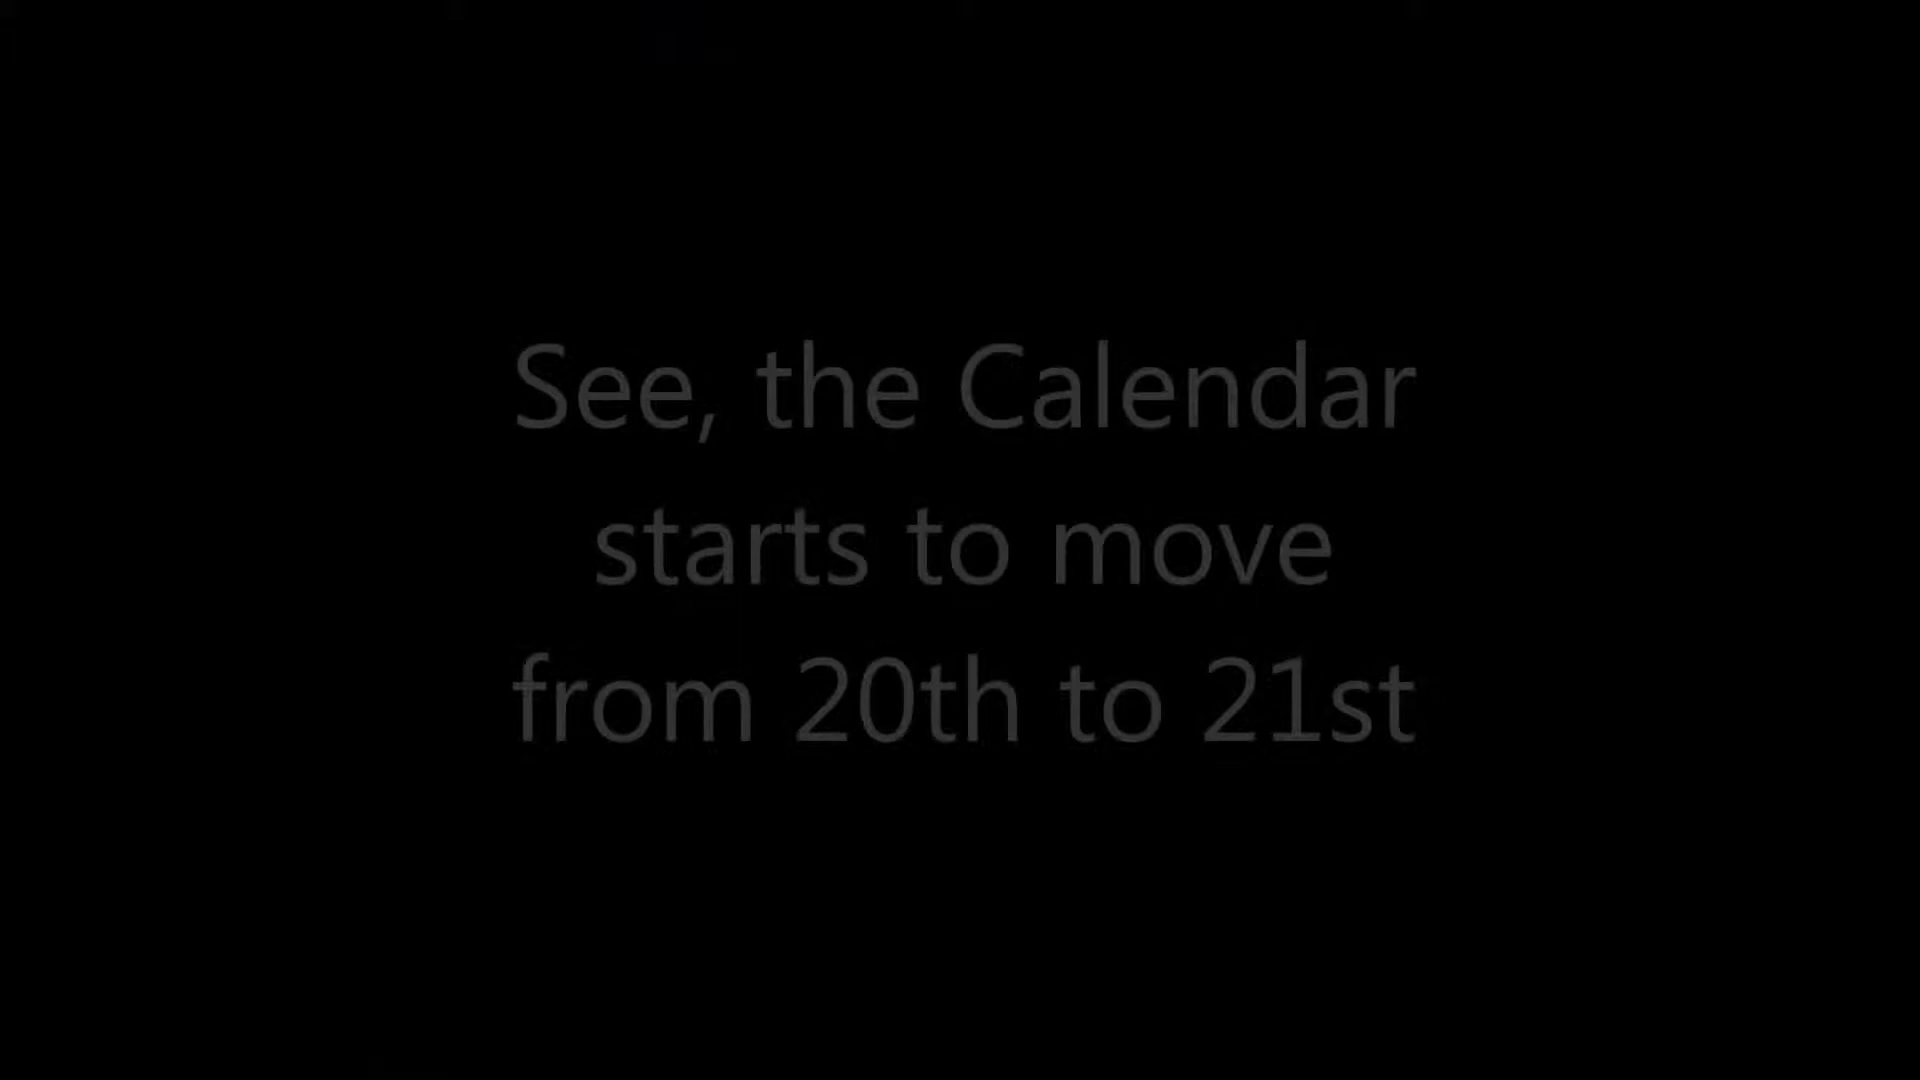 See, the Calendar
starts to move
from 20th to 21st